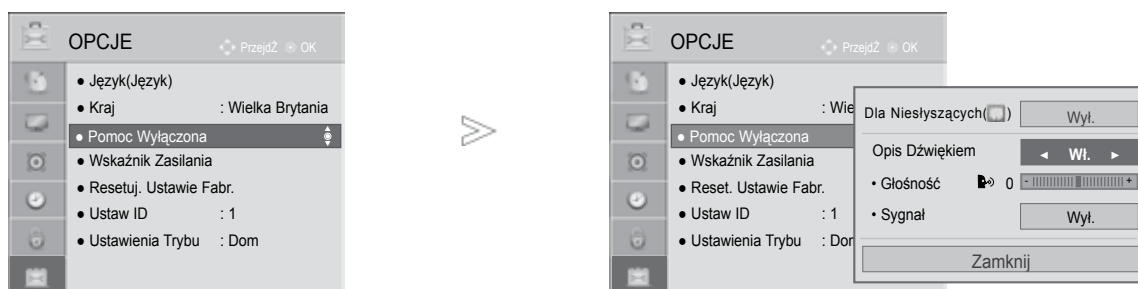 OPCJE
PrzejdŹ OK
● Język(Język)
● Kraj : Wielka Brytania
● Pomoc Wyłączona
● Wskaźnik Zasilania
● Resetuj. Ustawie Fabr.
● Ustaw ID : 1
● Ustawienia Trybu : Dom
OPCJE
PrzejdŹ OK
● Język(Język)
● Kraj : Wie
● Pomoc Wyłączona
● Wskaźnik Zasilania
● Reset. Ustawie Fabr.
● Ustaw ID : 1
● Ustawienia Trybu : Dor
Dla Niesłyszących( ) Wył.
Opis Dźwiękiem ◄ Wł. ►
• Głośność 0 - +
• Sygnał Wył.
Zamknij